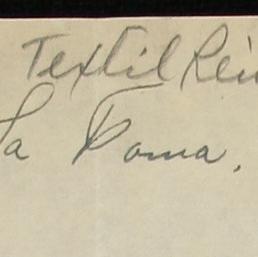 Textil Rei
La Toma,